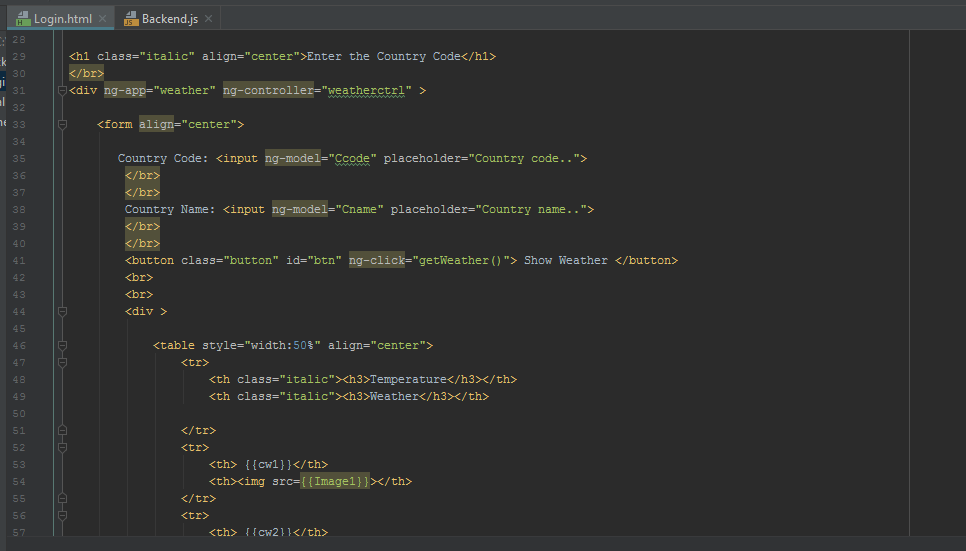 Login.html Backend.js
28
29 <h1 class="italic" align="center">Enter the Country Code</h1>
30 </br>
31 <div ng-app="weather" ng-controller="weatherctrl" >
32
33 <form align="center">
34
35 Country Code: <input ng-model="Ccode" placeholder="Country code..">
36 </br>
37 </br>
38 Country Name: <input ng-model="Cname" placeholder="Country name..">
39 </br>
40 </br>
41 <button class="button" id="btn" ng-click="getWeather()"> Show Weather </button>
42 <br>
43 <br>
44 <div >
45
46 <table style="width:50%" align="center">
47 <tr>
48 <th class="italic"><h3>Temperature</h3></th>
49 <th class="italic"><h3>Weather</h3></th>
50
51 </tr>
52 <tr>
53 <th> {{cw1}}</th>
54 <th><img src={{Image1}}></th>
55 </tr>
56 <tr>
57 <th> {{cw2}}</th>